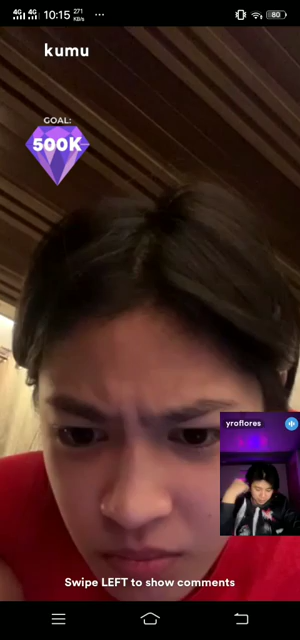 4G 4G 10:15 271 KB/s ... 80
kumu
GOAL:
500K
yroflores
Swipe LEFT to show comments